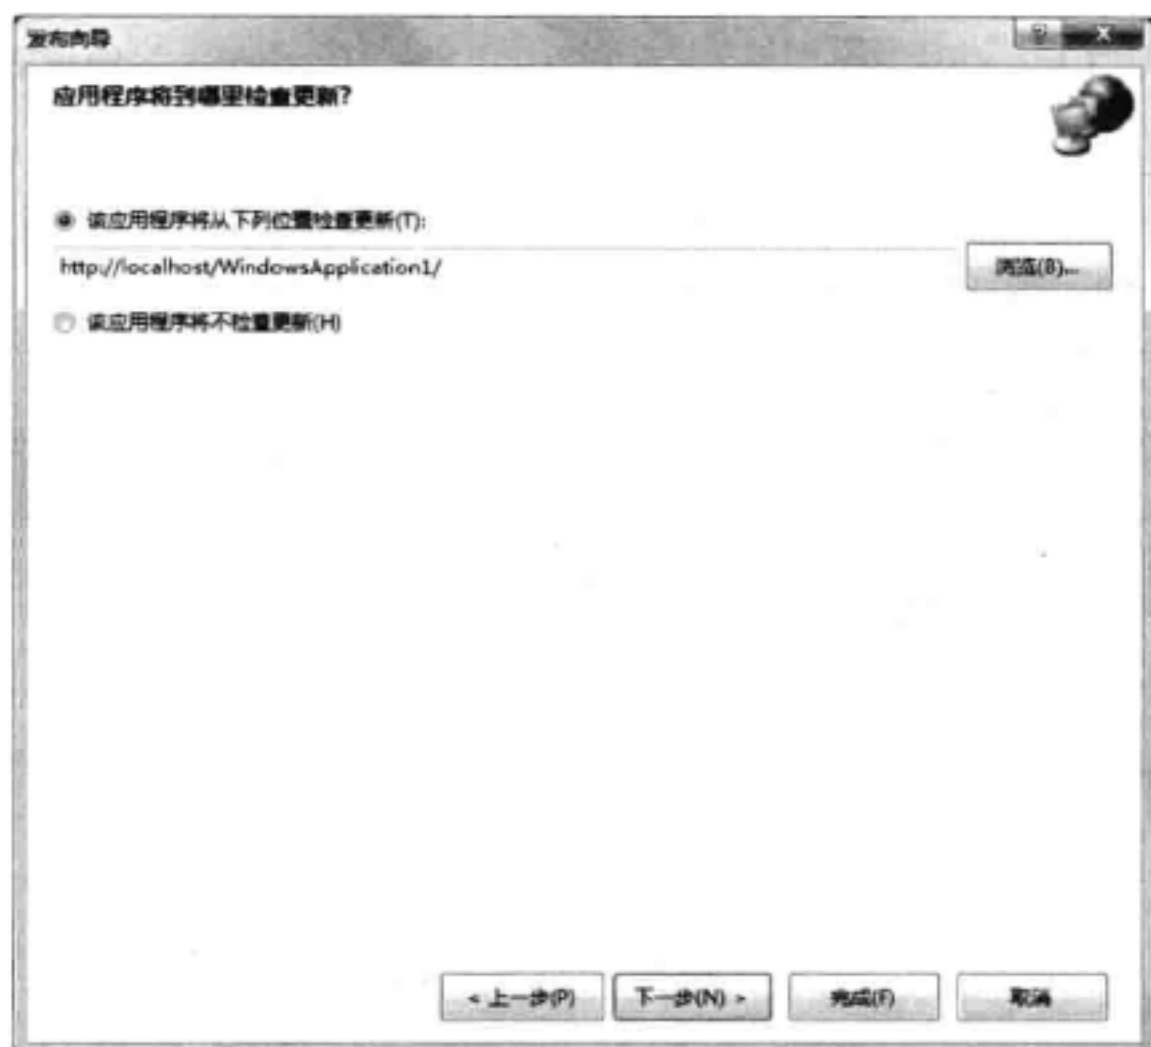 发布向导
应用程序将到哪里检查更新?
该应用程序将从下列位置检查更新(T):
http://localhost/WindowsApplication1/
浏览(B)...
该应用程序将不检查更新(H)
< 上一步(P)
下一步(N) >
完成(F)
取消